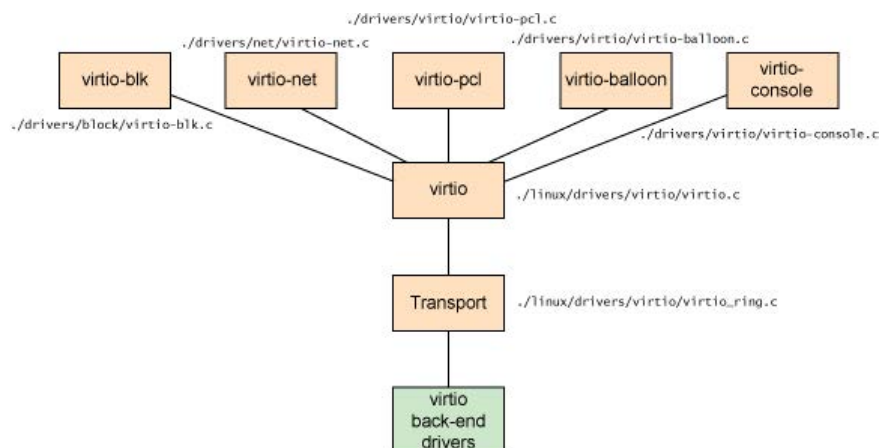 ./drivers/virtio/virtio-pcl.c
./drivers/net/virtio-net.c
./drivers/virtio/virtio-balloon.c
virtio-blk
virtio-net
virtio-pcl
virtio-balloon
virtio-
console
./drivers/block/virtio-blk.c
./drivers/virtio/virtio-console.c
virtio
./linux/drivers/virtio/virtio.c
Transport
./linux/drivers/virtio/virtio_ring.c
virtio
back-end
drivers